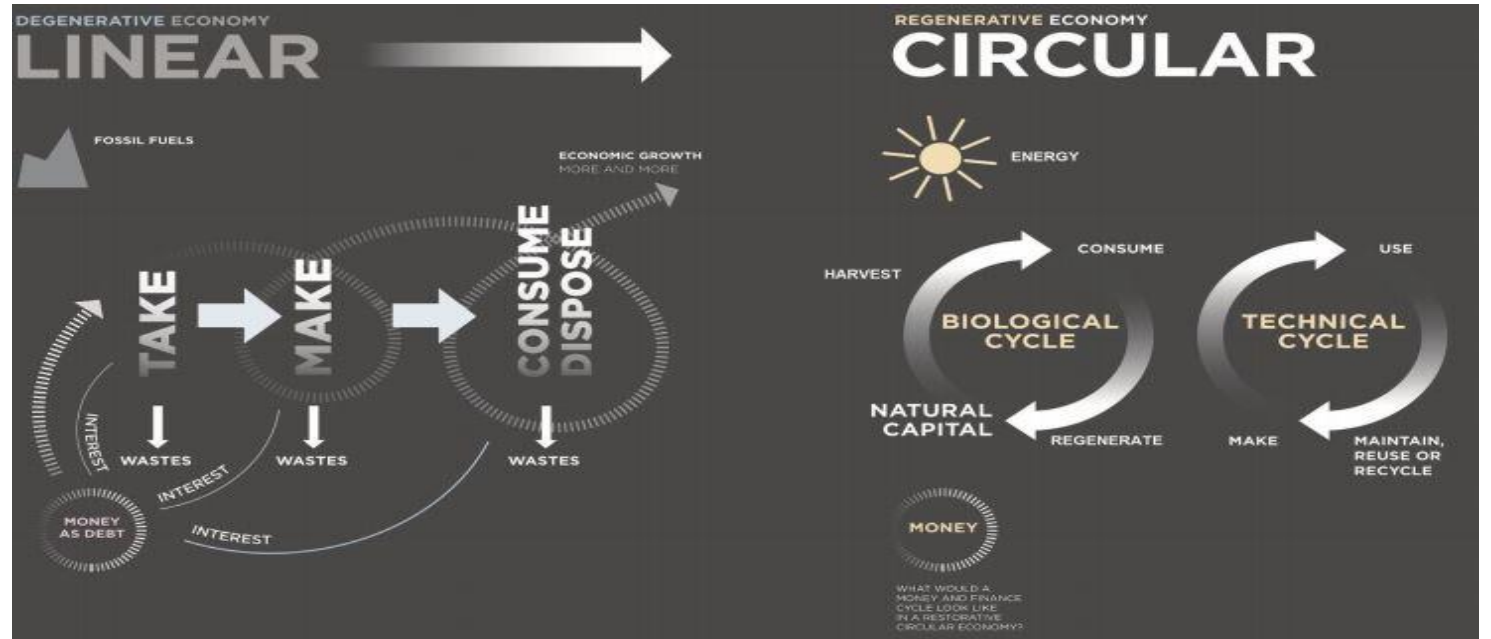 DEGENERATIVE ECONOMY
LINEAR
FOSSIL FUELS
ECONOMIC GROWTH
MORE AND MORE
TAKE
MAKE
CONSUME
DISPOSE
WASTES
WASTES
WASTES
INTEREST
INTEREST
INTEREST
MONEY
AS DEBT
REGENERATIVE ECONOMY
CIRCULAR
ENERGY
HARVEST
CONSUME
BIOLOGICAL
CYCLE
NATURAL
CAPITAL
REGENERATE
USE
TECHNICAL
CYCLE
MAKE
MAINTAIN,
REUSE OR
RECYCLE
MONEY
WHAT WOULD A
MONEY AND FINANCE
CYCLE LOOK LIKE
IN A RESTORATIVE
CIRCULAR ECONOMY?